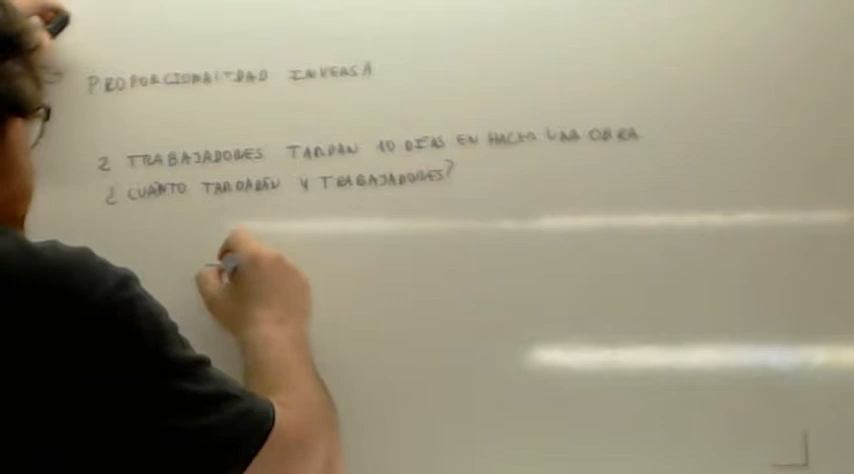 PROPORCIONALIDAD INVERSA
2 TRABAJADORES TARDAN 10 DÍAS EN HACER UNA OBRA
¿CUÁNTO TARDARÁN 4 TRABAJADORES?